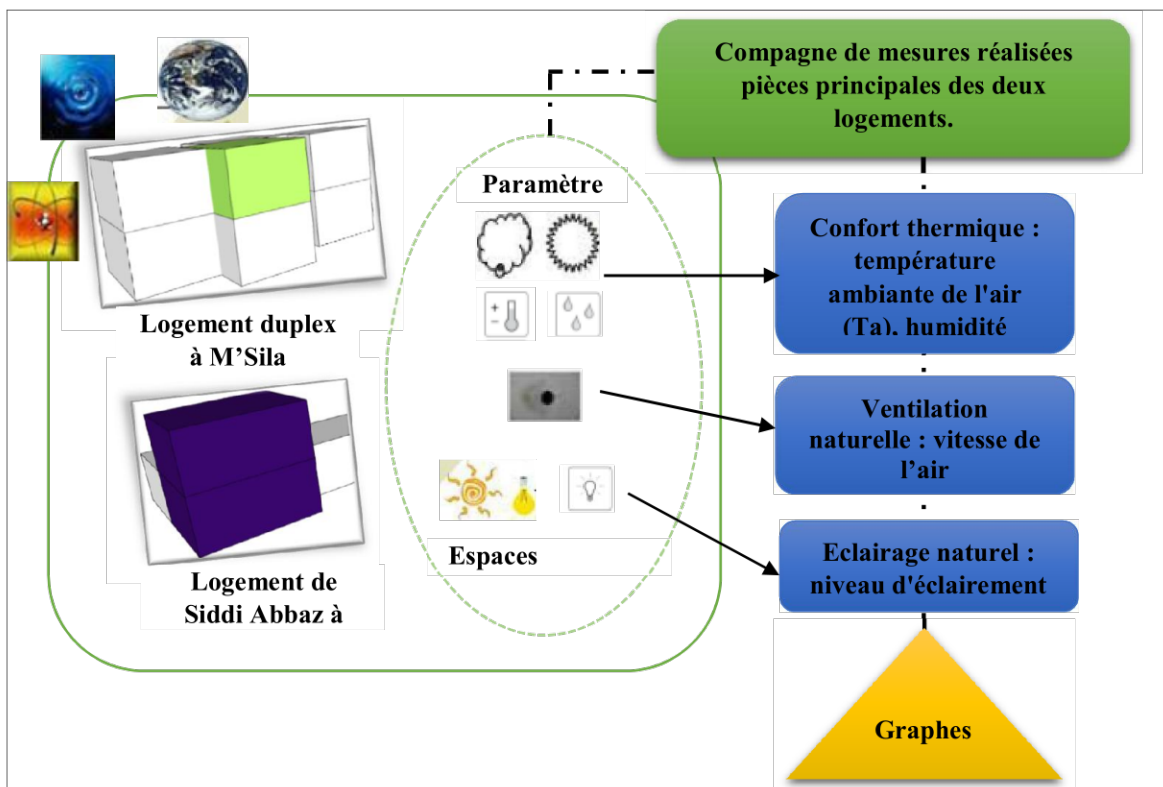 Compagne de mesures réalisées
pièces principales des deux
logements.
Paramètre
Confort thermique :
température
ambiante de l'air
(Ta), humidité
Logement duplex
à M’Sila
Ventilation
naturelle : vitesse de
l’air
Espaces
Eclairage naturel :
niveau d'éclairement
Logement de
Siddi Abbaz à
Graphes